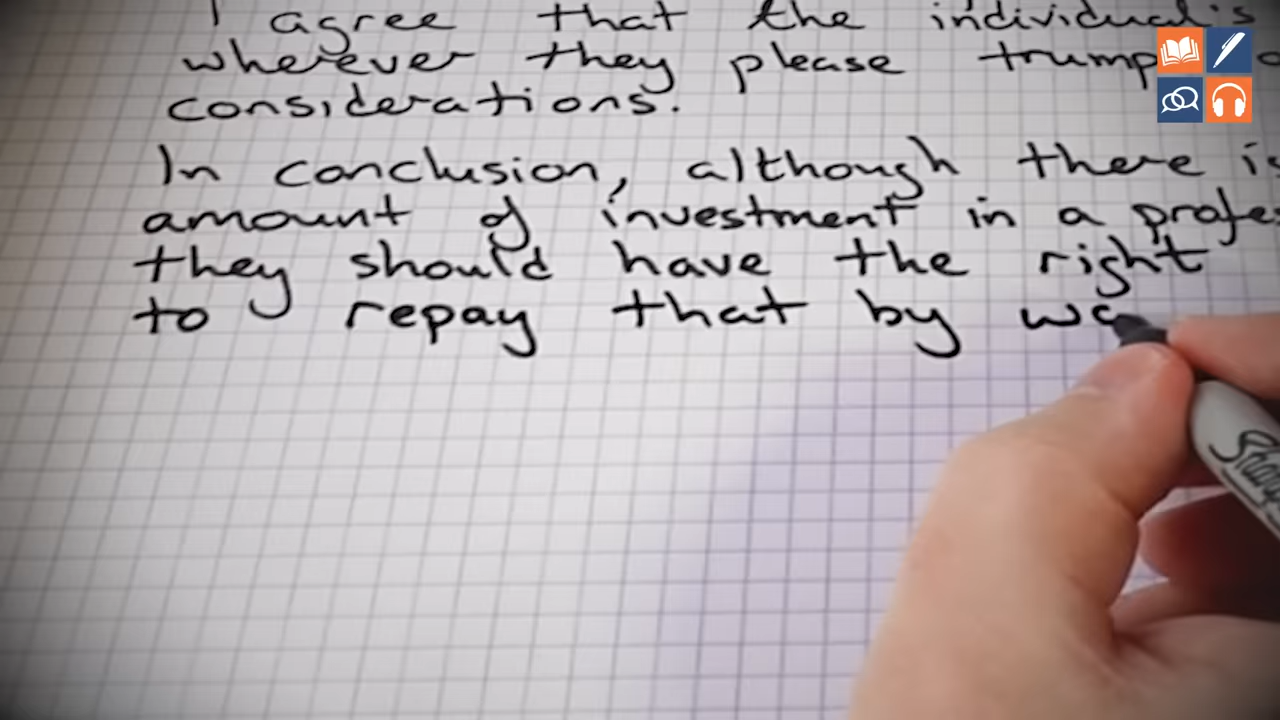 I agree that the individual's
wherever they please trump
considerations.
In conclusion, although there is
amount of investment in a
they should have the right
to repay that by